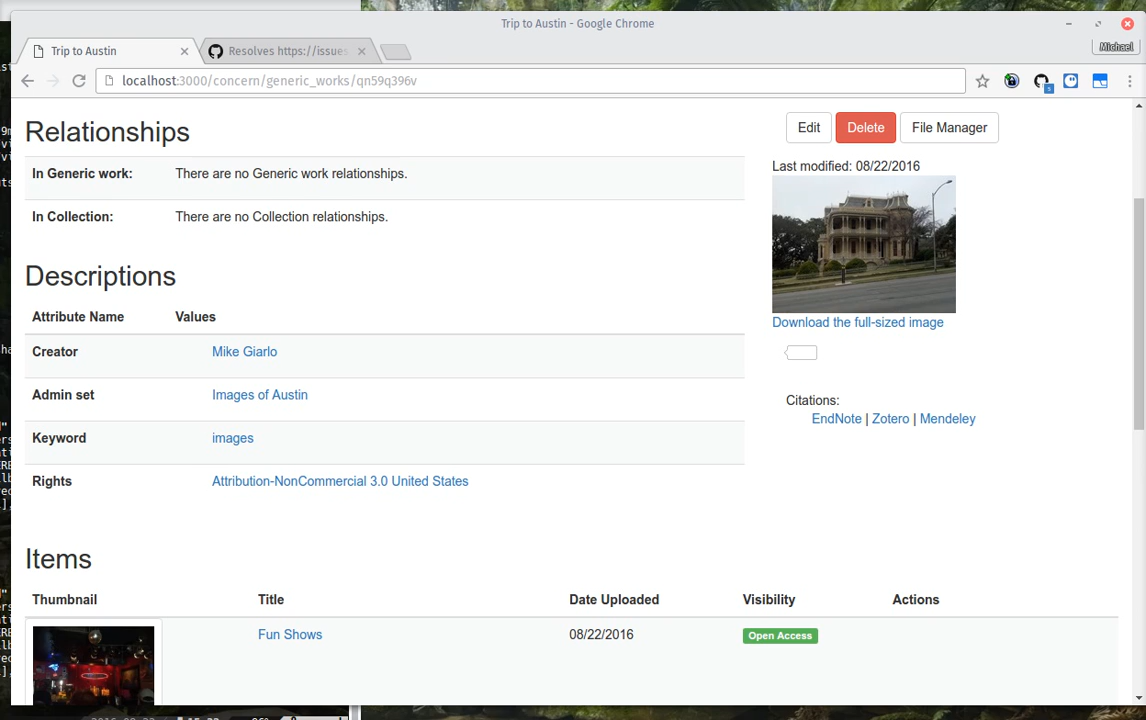 Trip to Austin - Google Chrome
Michael
Trip to Austin
Resolves https://issues
localhost:3000/concern/generic_works/qn59q396v
Relationships
In Generic work: There are no Generic work relationships.
In Collection: There are no Collection relationships.
Edit Delete File Manager
Last modified: 08/22/2016
Download the full-sized image
Citations:
EndNote | Zotero | Mendeley
Descriptions
Attribute Name Values
Creator Mike Giarlo
Admin set Images of Austin
Keyword images
Rights Attribution-NonCommercial 3.0 United States
Items
Thumbnail Title Date Uploaded Visibility Actions
Fun Shows 08/22/2016 Open Access